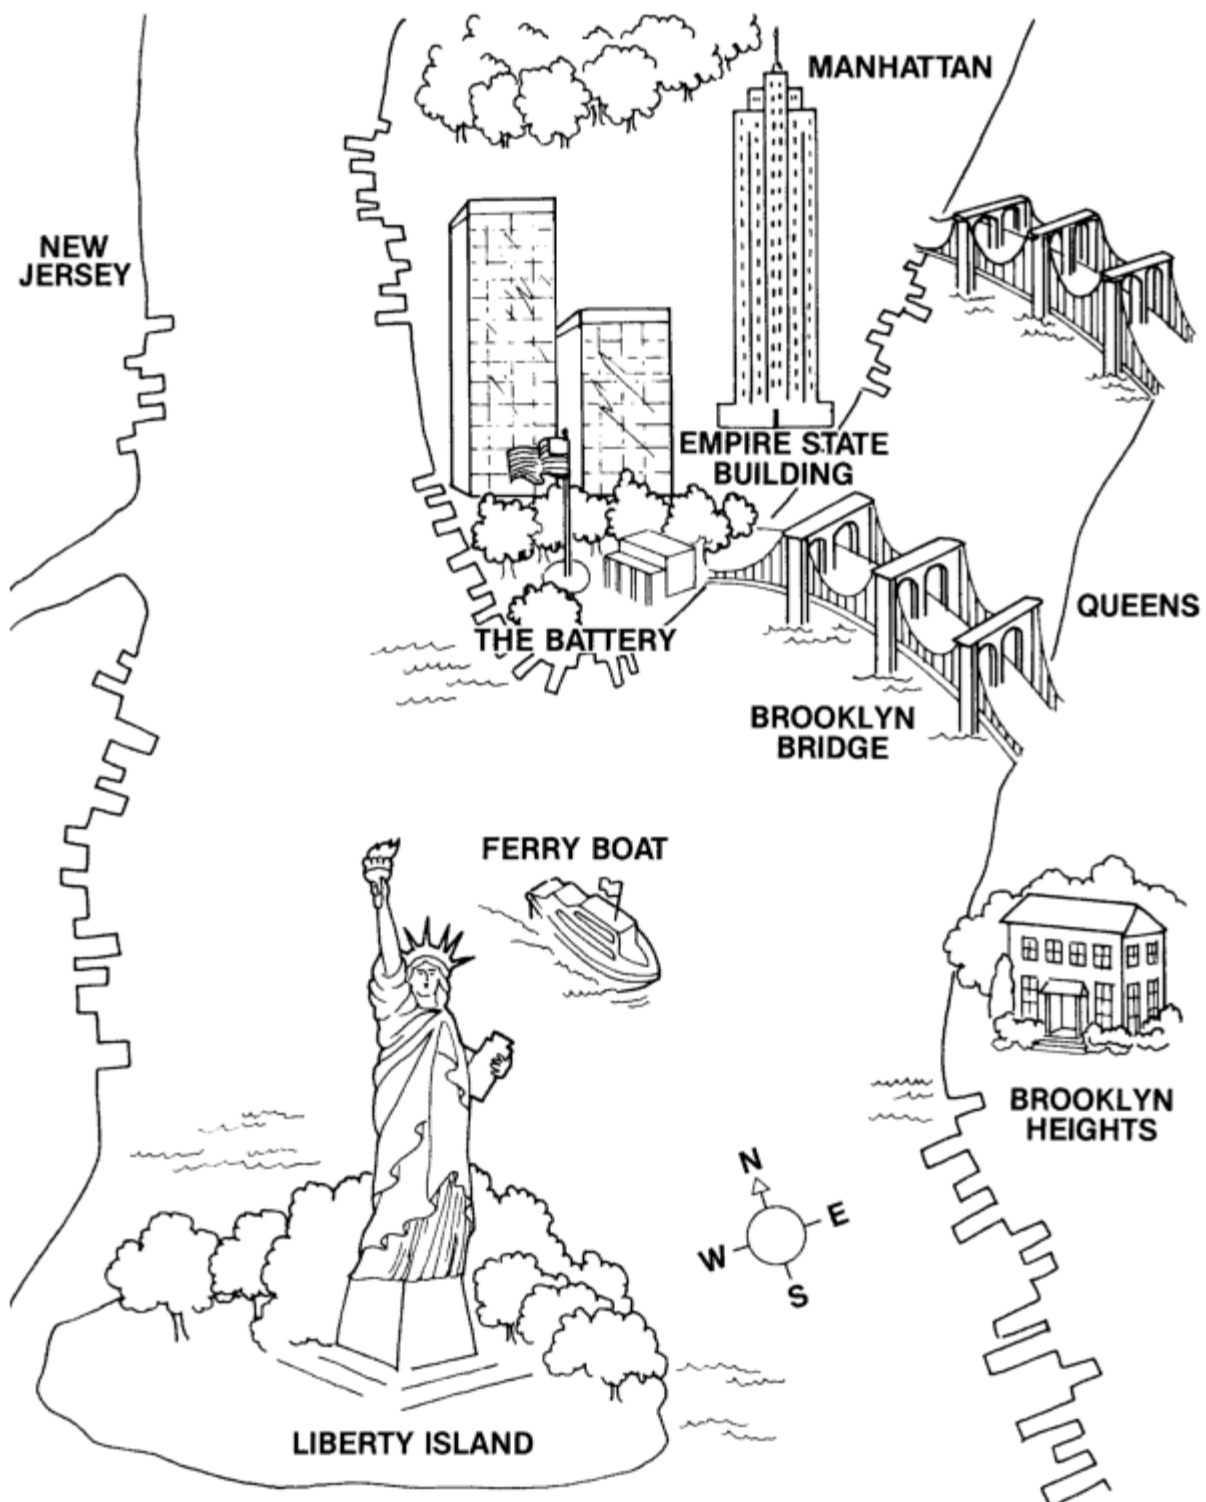 MANHATTAN
NEW
JERSEY
EMPIRE STATE
BUILDING
QUEENS
THE BATTERY
BROOKLYN
BRIDGE
FERRY BOAT
BROOKLYN
HEIGHTS
N
E
W
S
LIBERTY ISLAND